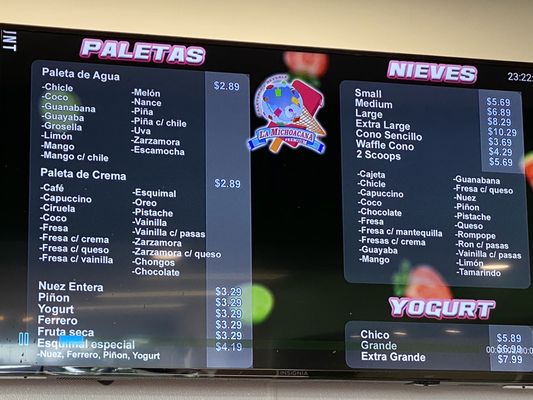 INT
PALETAS
Paleta de Agua $2.89
-Chicle
-Coco
-Guanabana
-Guayaba
-Grosella
-Limón
-Mango
-Mango c/ chile
-Melón
-Nance
-Piña
-Piña c/ chile
-Uva
-Zarzamora
-Escamocha
Paleta de Crema $2.89
-Café
-Capuccino
-Ciruela
-Coco
-Fresa
-Fresa c/ crema
-Fresa c/ queso
-Fresa c/ vainilla
-Esquimal
-Oreo
-Pistache
-Vainilla
-Vainilla c/ pasas
-Zarzamora
-Zarzamora c/ queso
-Chongos
-Chocolate
Nuez Entera $3.29
Piñon $3.29
Yogurt $3.29
Ferrero $3.29
Fruta seca $3.29
Esquimal especial $4.19
-Nuez, Ferrero, Piñon, Yogurt
LA MICHOACANA
PREMIUM
NIEVES
23:22
Small $5.69
Medium $6.89
Large $8.29
Extra Large $10.29
Cono Sencillo $3.69
Waffle Cono $4.29
2 Scoops $5.69
-Cajeta
-Chicle
-Capuccino
-Coco
-Chocolate
-Fresa
-Fresa c/ mantequilla
-Fresas c/ crema
-Guayaba
-Mango
-Guanabana
-Fresa c/ queso
-Nuez
-Piñon
-Pistache
-Queso
-Rompope
-Ron c/ pasas
-Vainilla c/ pasas
-Limón
-Tamarindo
YOGURT
Chico $5.89
Grande $6.99
Extra Grande $7.99
INSIGNIA